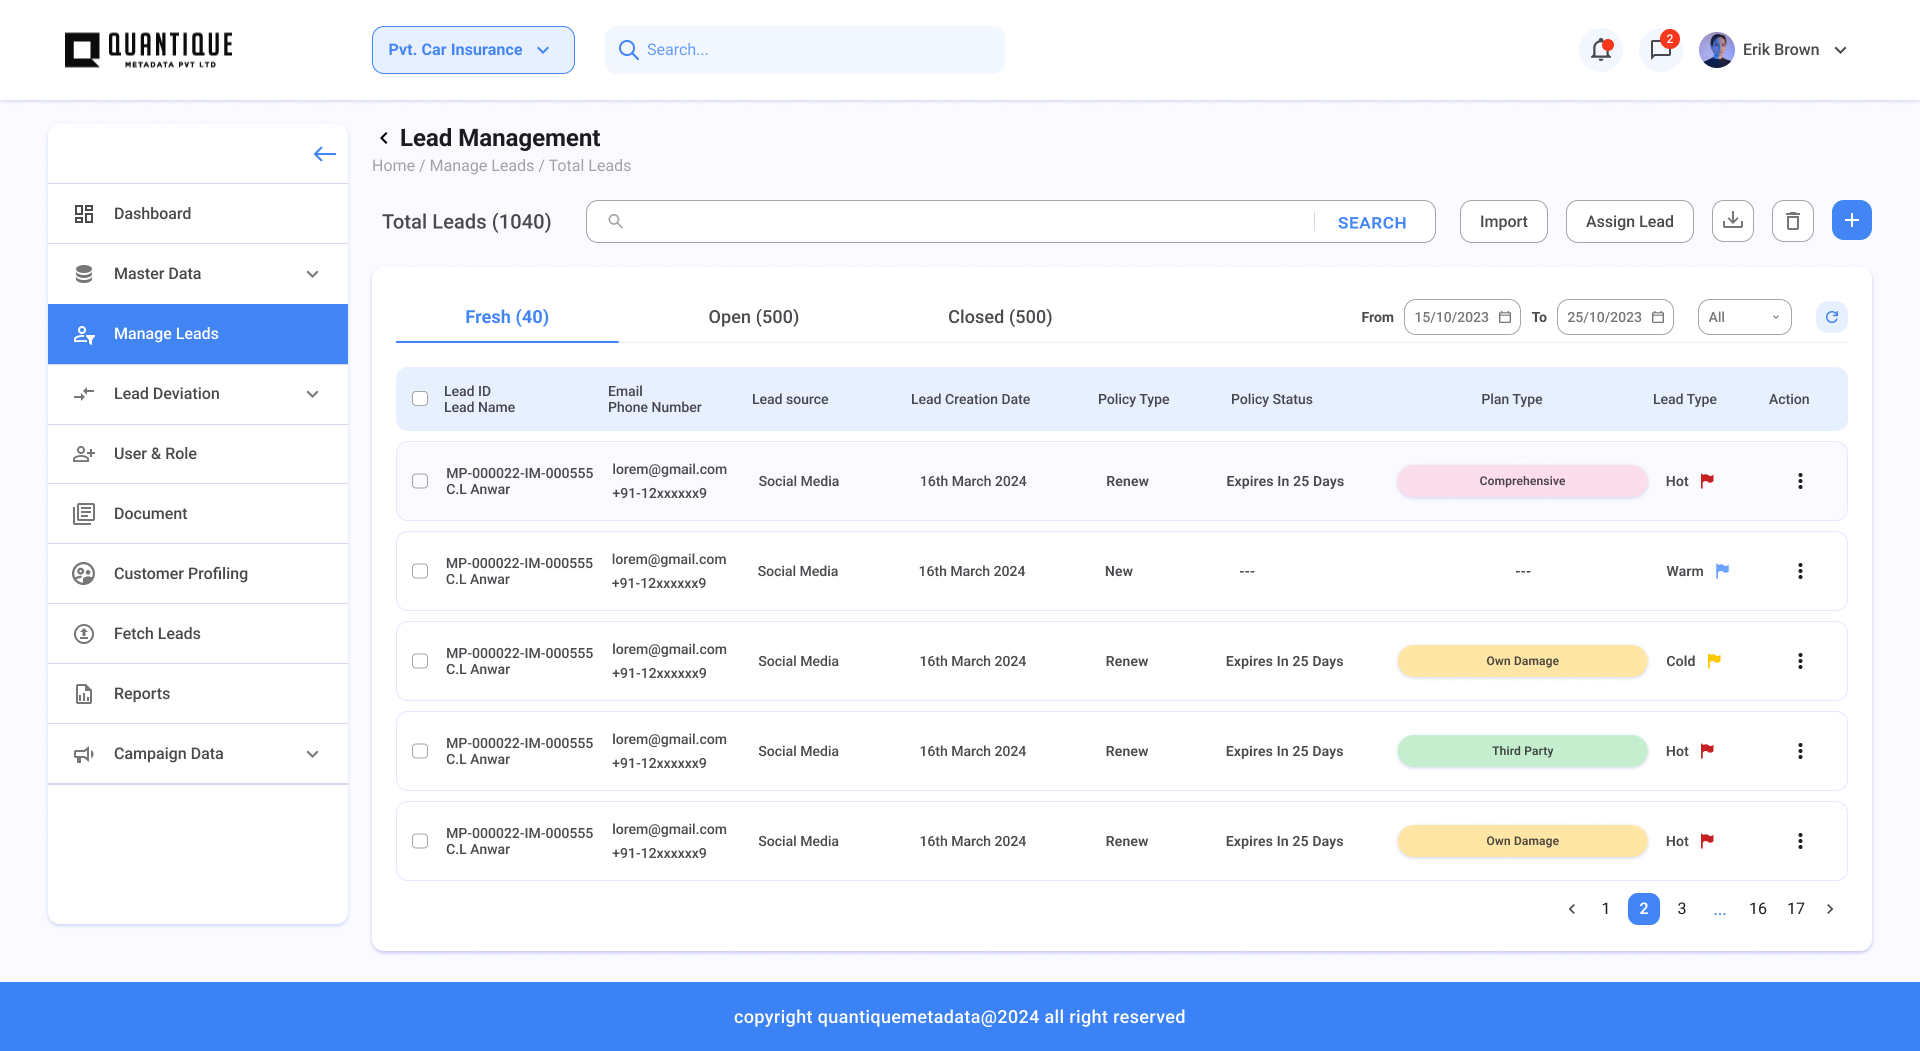 QUANTIQUE
METADATA PVT LTD
Pvt. Car Insurance
Search...
2
Erik Brown
Dashboard
Master Data
Manage Leads
Lead Deviation
User & Role
Document
Customer Profiling
Fetch Leads
Reports
Campaign Data
Lead Management
Home / Manage Leads / Total Leads
Total Leads (1040)
SEARCH
Import
Assign Lead
Fresh (40)
Open (500)
Closed (500)
From
15/10/2023
To
25/10/2023
All
Lead ID
Lead Name
Email
Phone Number
Lead source
Lead Creation Date
Policy Type
Policy Status
Plan Type
Lead Type
Action
MP-000022-IM-000555
C.L Anwar
lorem@gmail.com
+91-12xxxxxx9
Social Media
16th March 2024
Renew
Expires In 25 Days
Comprehensive
Hot
MP-000022-IM-000555
C.L Anwar
lorem@gmail.com
+91-12xxxxxx9
Social Media
16th March 2024
New
---
---
Warm
MP-000022-IM-000555
C.L Anwar
lorem@gmail.com
+91-12xxxxxx9
Social Media
16th March 2024
Renew
Expires In 25 Days
Own Damage
Cold
MP-000022-IM-000555
C.L Anwar
lorem@gmail.com
+91-12xxxxxx9
Social Media
16th March 2024
Renew
Expires In 25 Days
Third Party
Hot
MP-000022-IM-000555
C.L Anwar
lorem@gmail.com
+91-12xxxxxx9
Social Media
16th March 2024
Renew
Expires In 25 Days
Own Damage
Hot
1 2 3 ... 16 17
copyright quantiquemetadata@2024 all right reserved